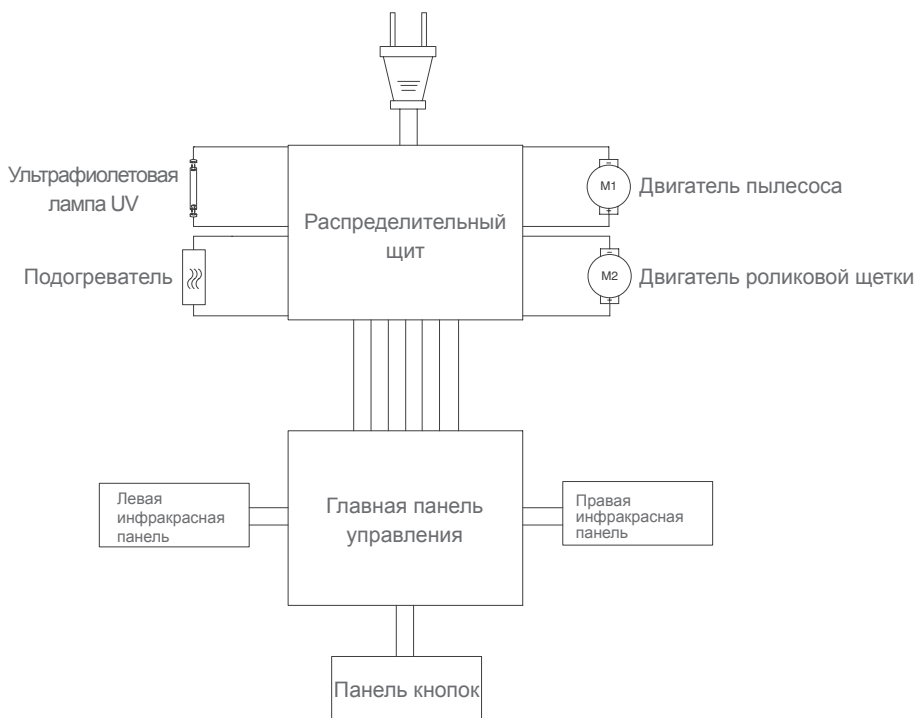 Ультрафиолетовая
лампа UV
Подогреватель
Распределительный
щит
−
M1
+
Двигатель пылесоса
−
M2
+
Двигатель роликовой щетки
Левая
инфракрасная
панель
Главная панель
управления
Правая
инфракрасная
панель
Панель кнопок